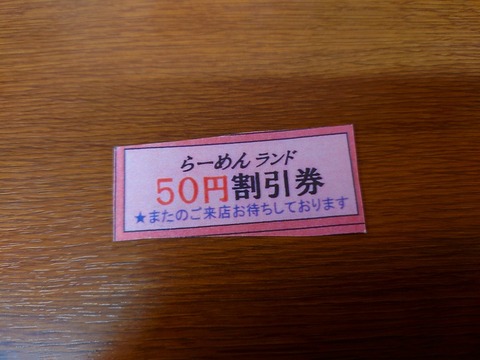 らーめん ランド
50円割引券
★またのご来店お待ちしております